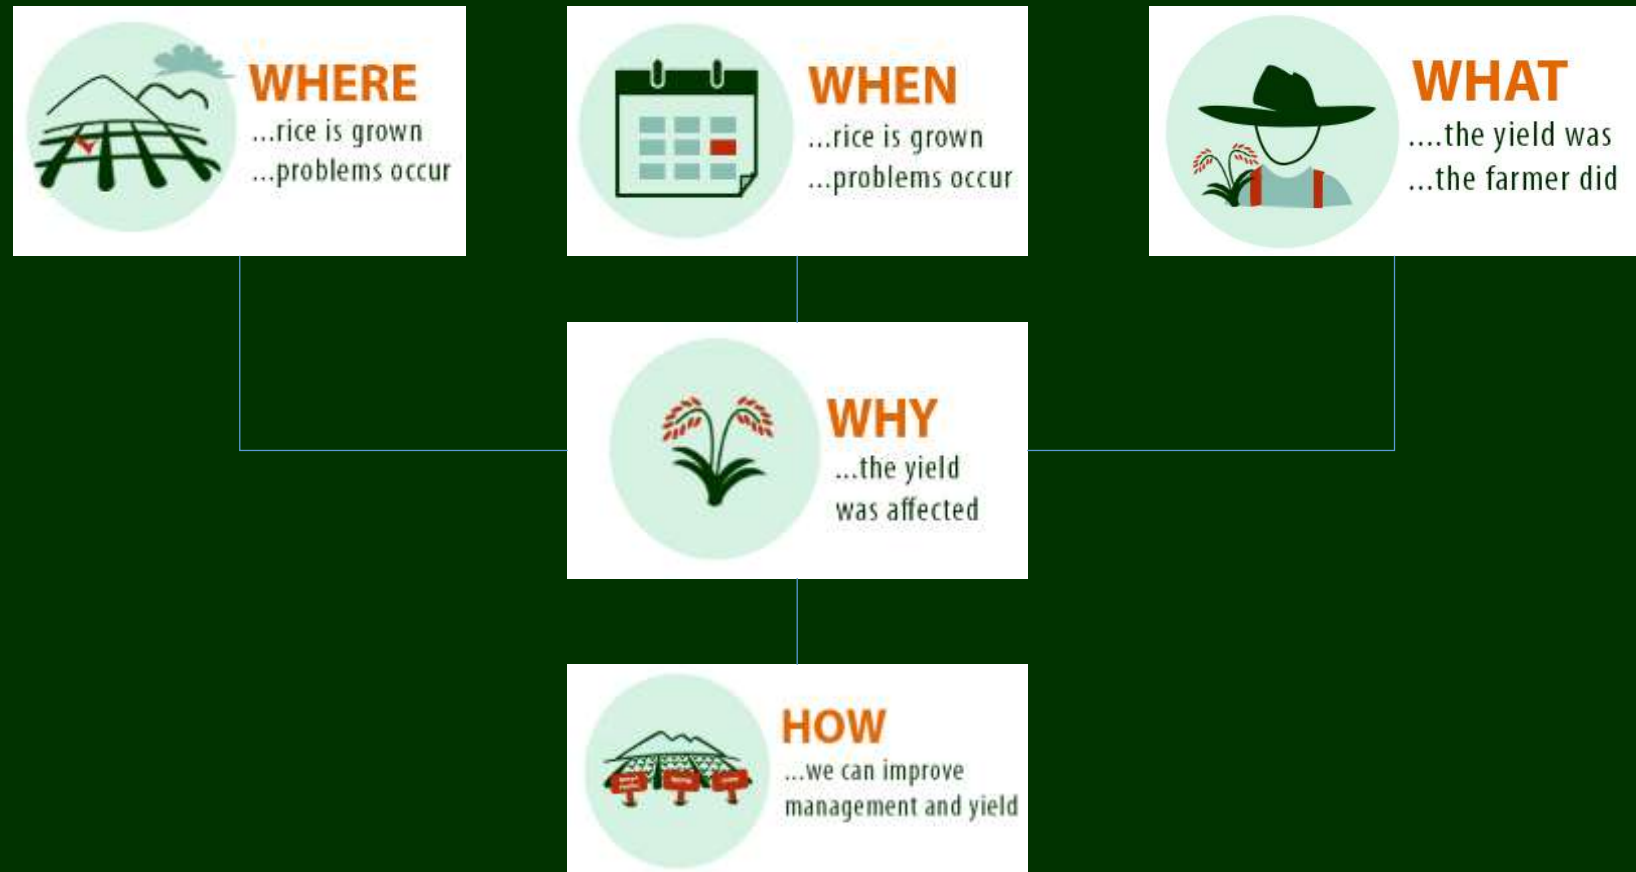 WHERE
...rice is grown
...problems occur
WHEN
...rice is grown
...problems occur
WHAT
....the yield was
...the farmer did
WHY
...the yield
was affected
HOW
...we can improve
management and yield